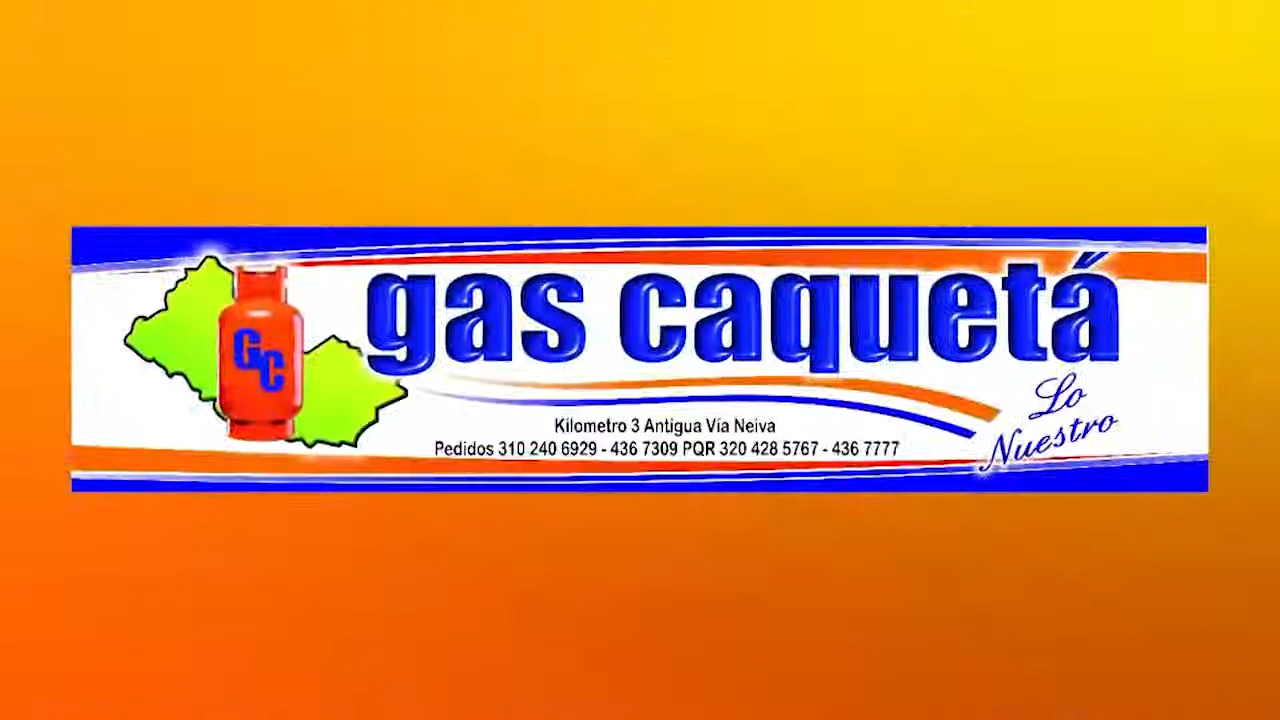 gas caquetá
GC
Lo
Nuestro
Kilometro 3 Antigua Vía Neiva
Pedidos 310 240 6929 - 436 7309 PQR 320 428 5767 - 436 7777